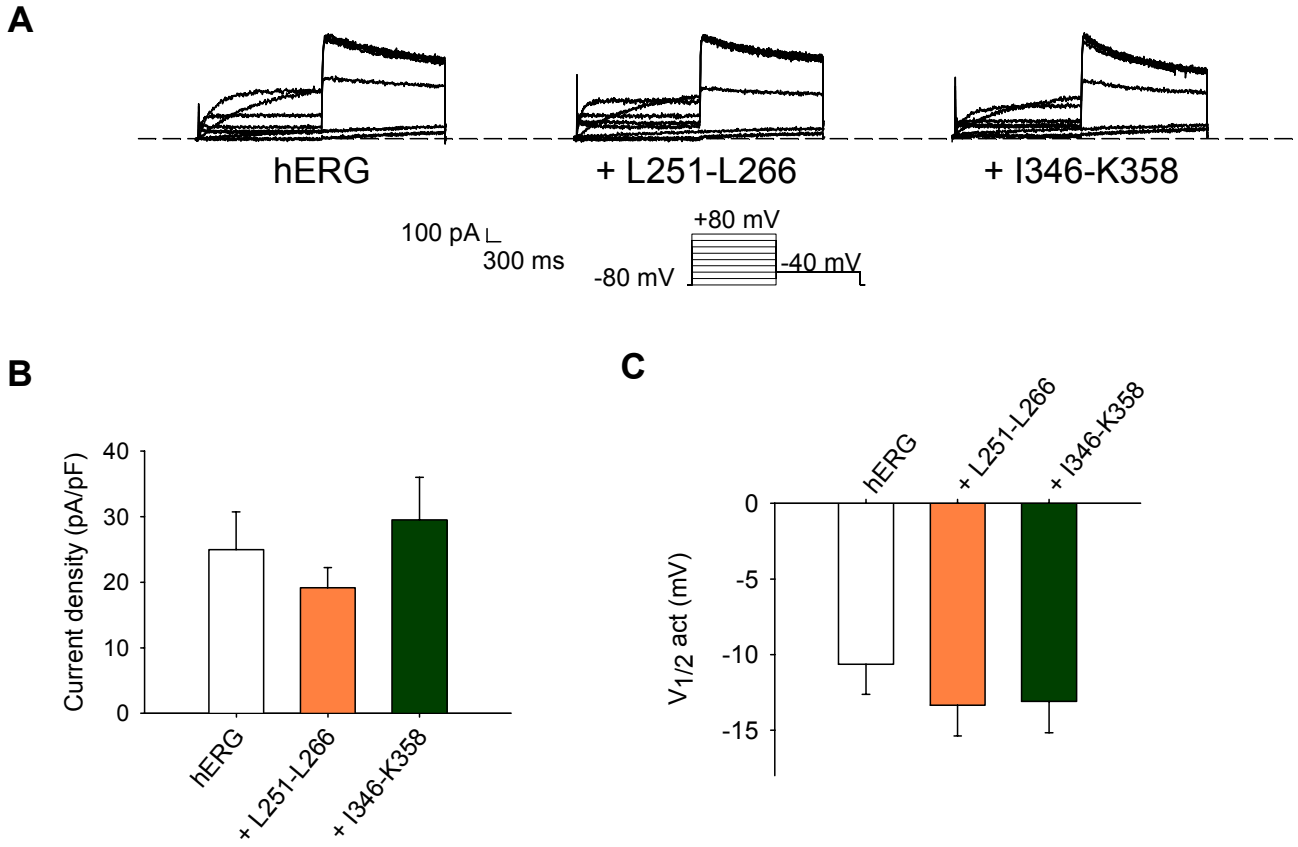 A
hERG
+ L251-L266
+ I346-K358
100 pA
300 ms
+80 mV
-80 mV
-40 mV
B
Current density (pA/pF)
40
30
20
10
0
hERG
+ L251-L266
+ I346-K358
C
hERG
+ L251-L266
+ I346-K358
V1/2 act (mV)
0
-5
-10
-15